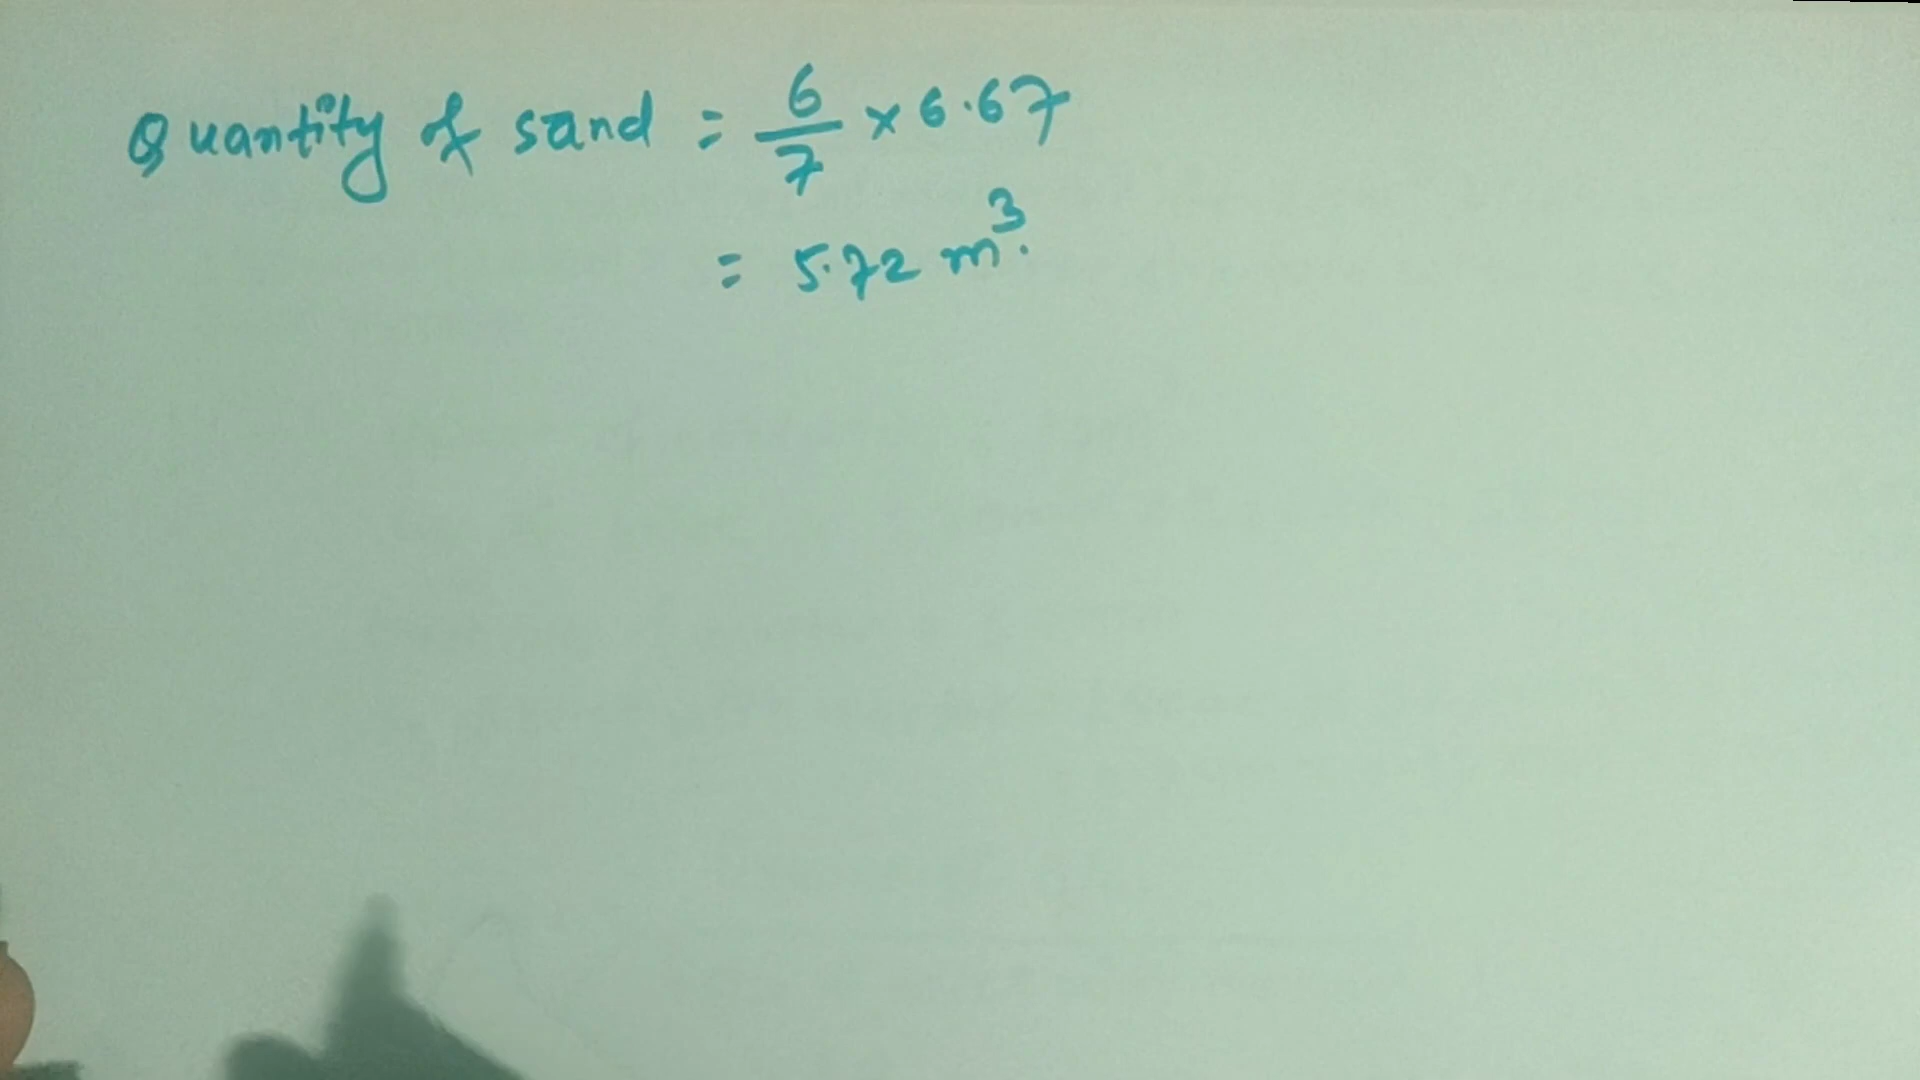 Quantity of sand = 6/7 × 6.67
= 5.72 m³.